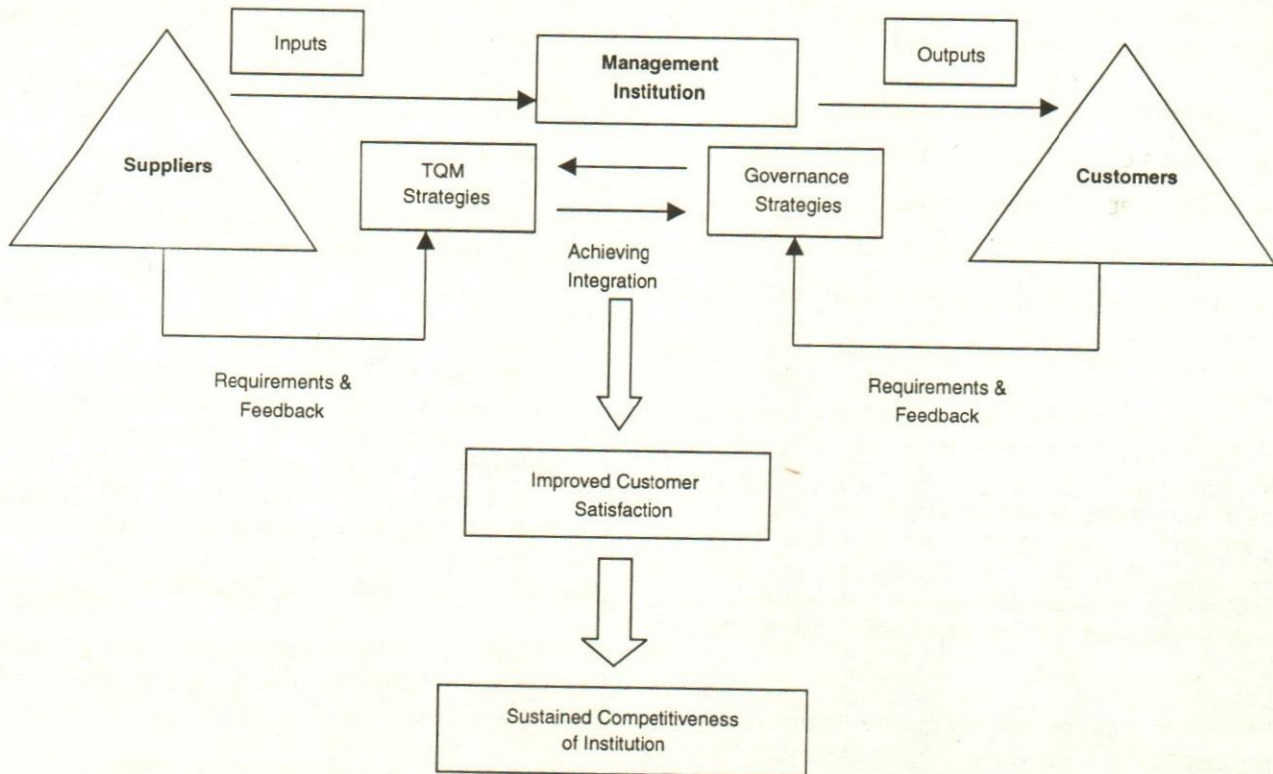 Inputs
Management
Institution
Outputs
Suppliers
TQM
Strategies
Governance
Strategies
Customers
Achieving
Integration
Requirements &
Feedback
Requirements &
Feedback
Improved Customer
Satisfaction
Sustained Competitiveness
of Institution